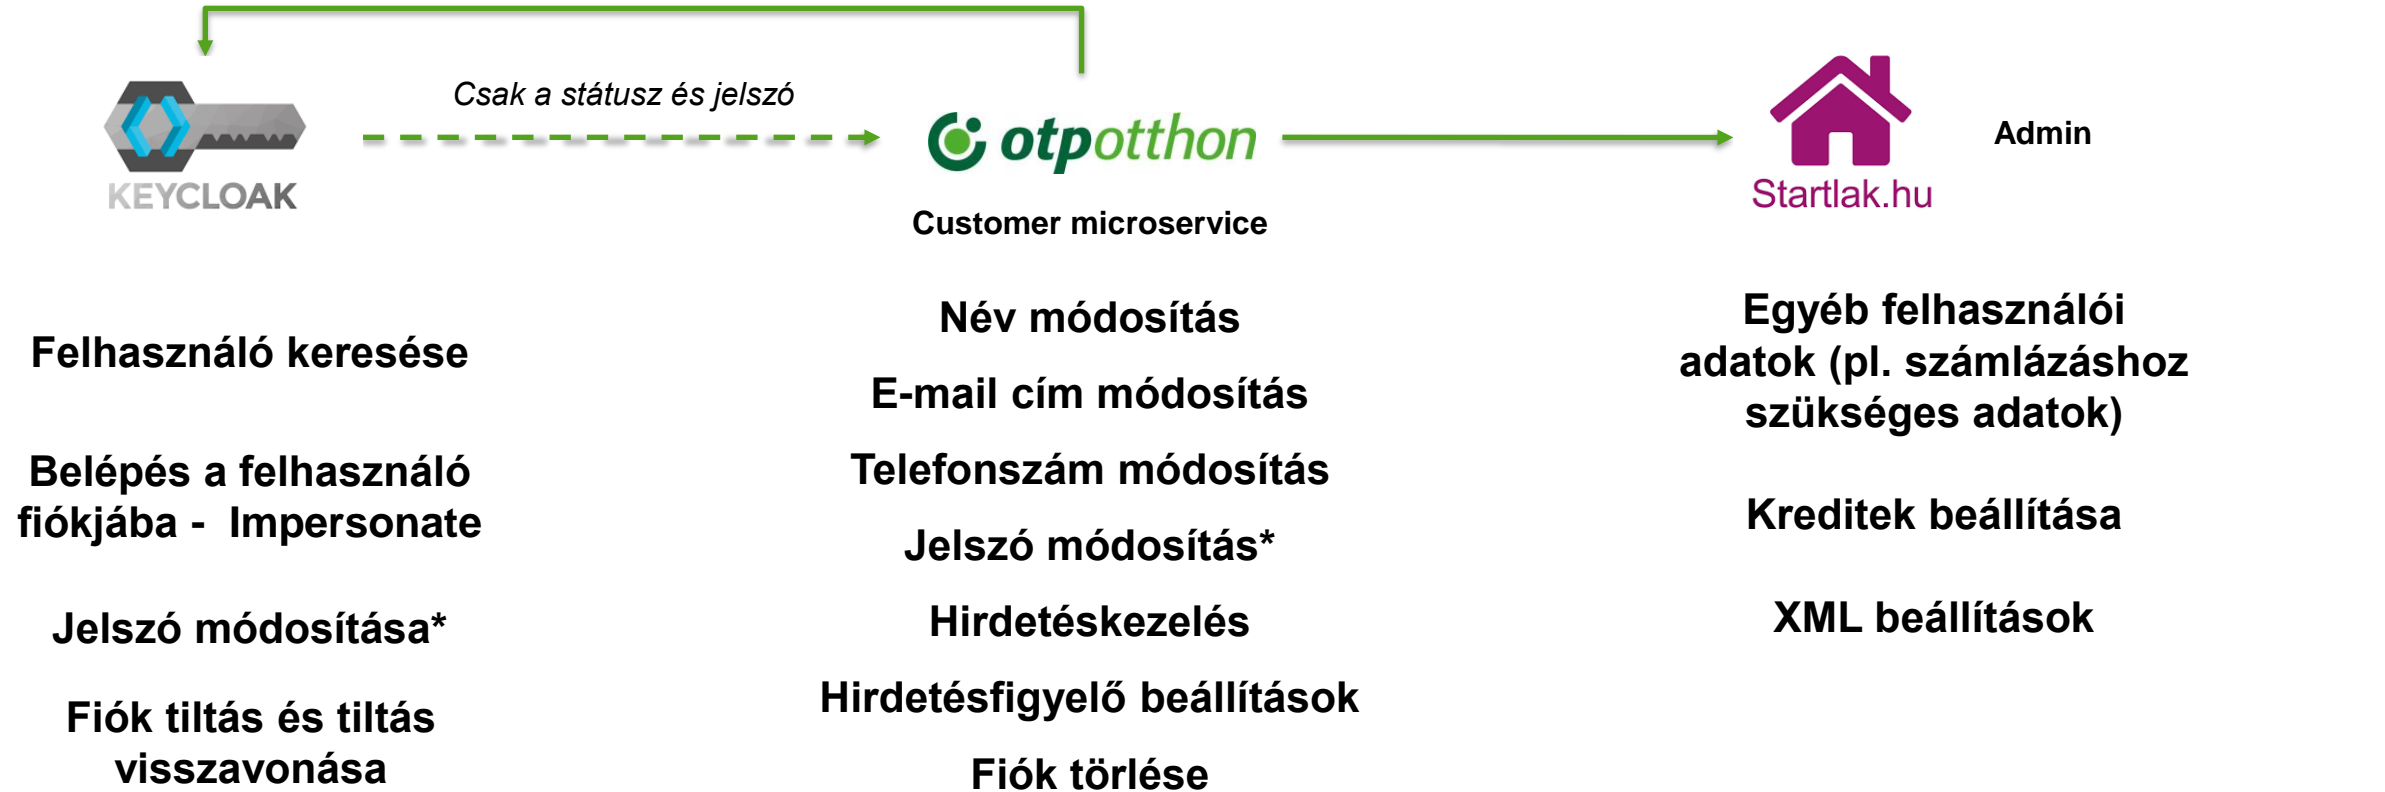 Csak a státusz és jelszó
KEYCLOAK
otpotthon
Customer microservice
Startlak.hu
Admin
Felhasználó keresése
Belépés a felhasználó
fiókjába - Impersonate
Jelszó módosítása*
Fiók tiltás és tiltás
visszavonása
Név módosítás
E-mail cím módosítás
Telefonszám módosítás
Jelszó módosítás*
Hirdetéskezelés
Hirdetésfigyelő beállítások
Fiók törlése
Egyéb felhasználói
adatok (pl. számlázáshoz
szükséges adatok)
Kreditek beállítása
XML beállítások